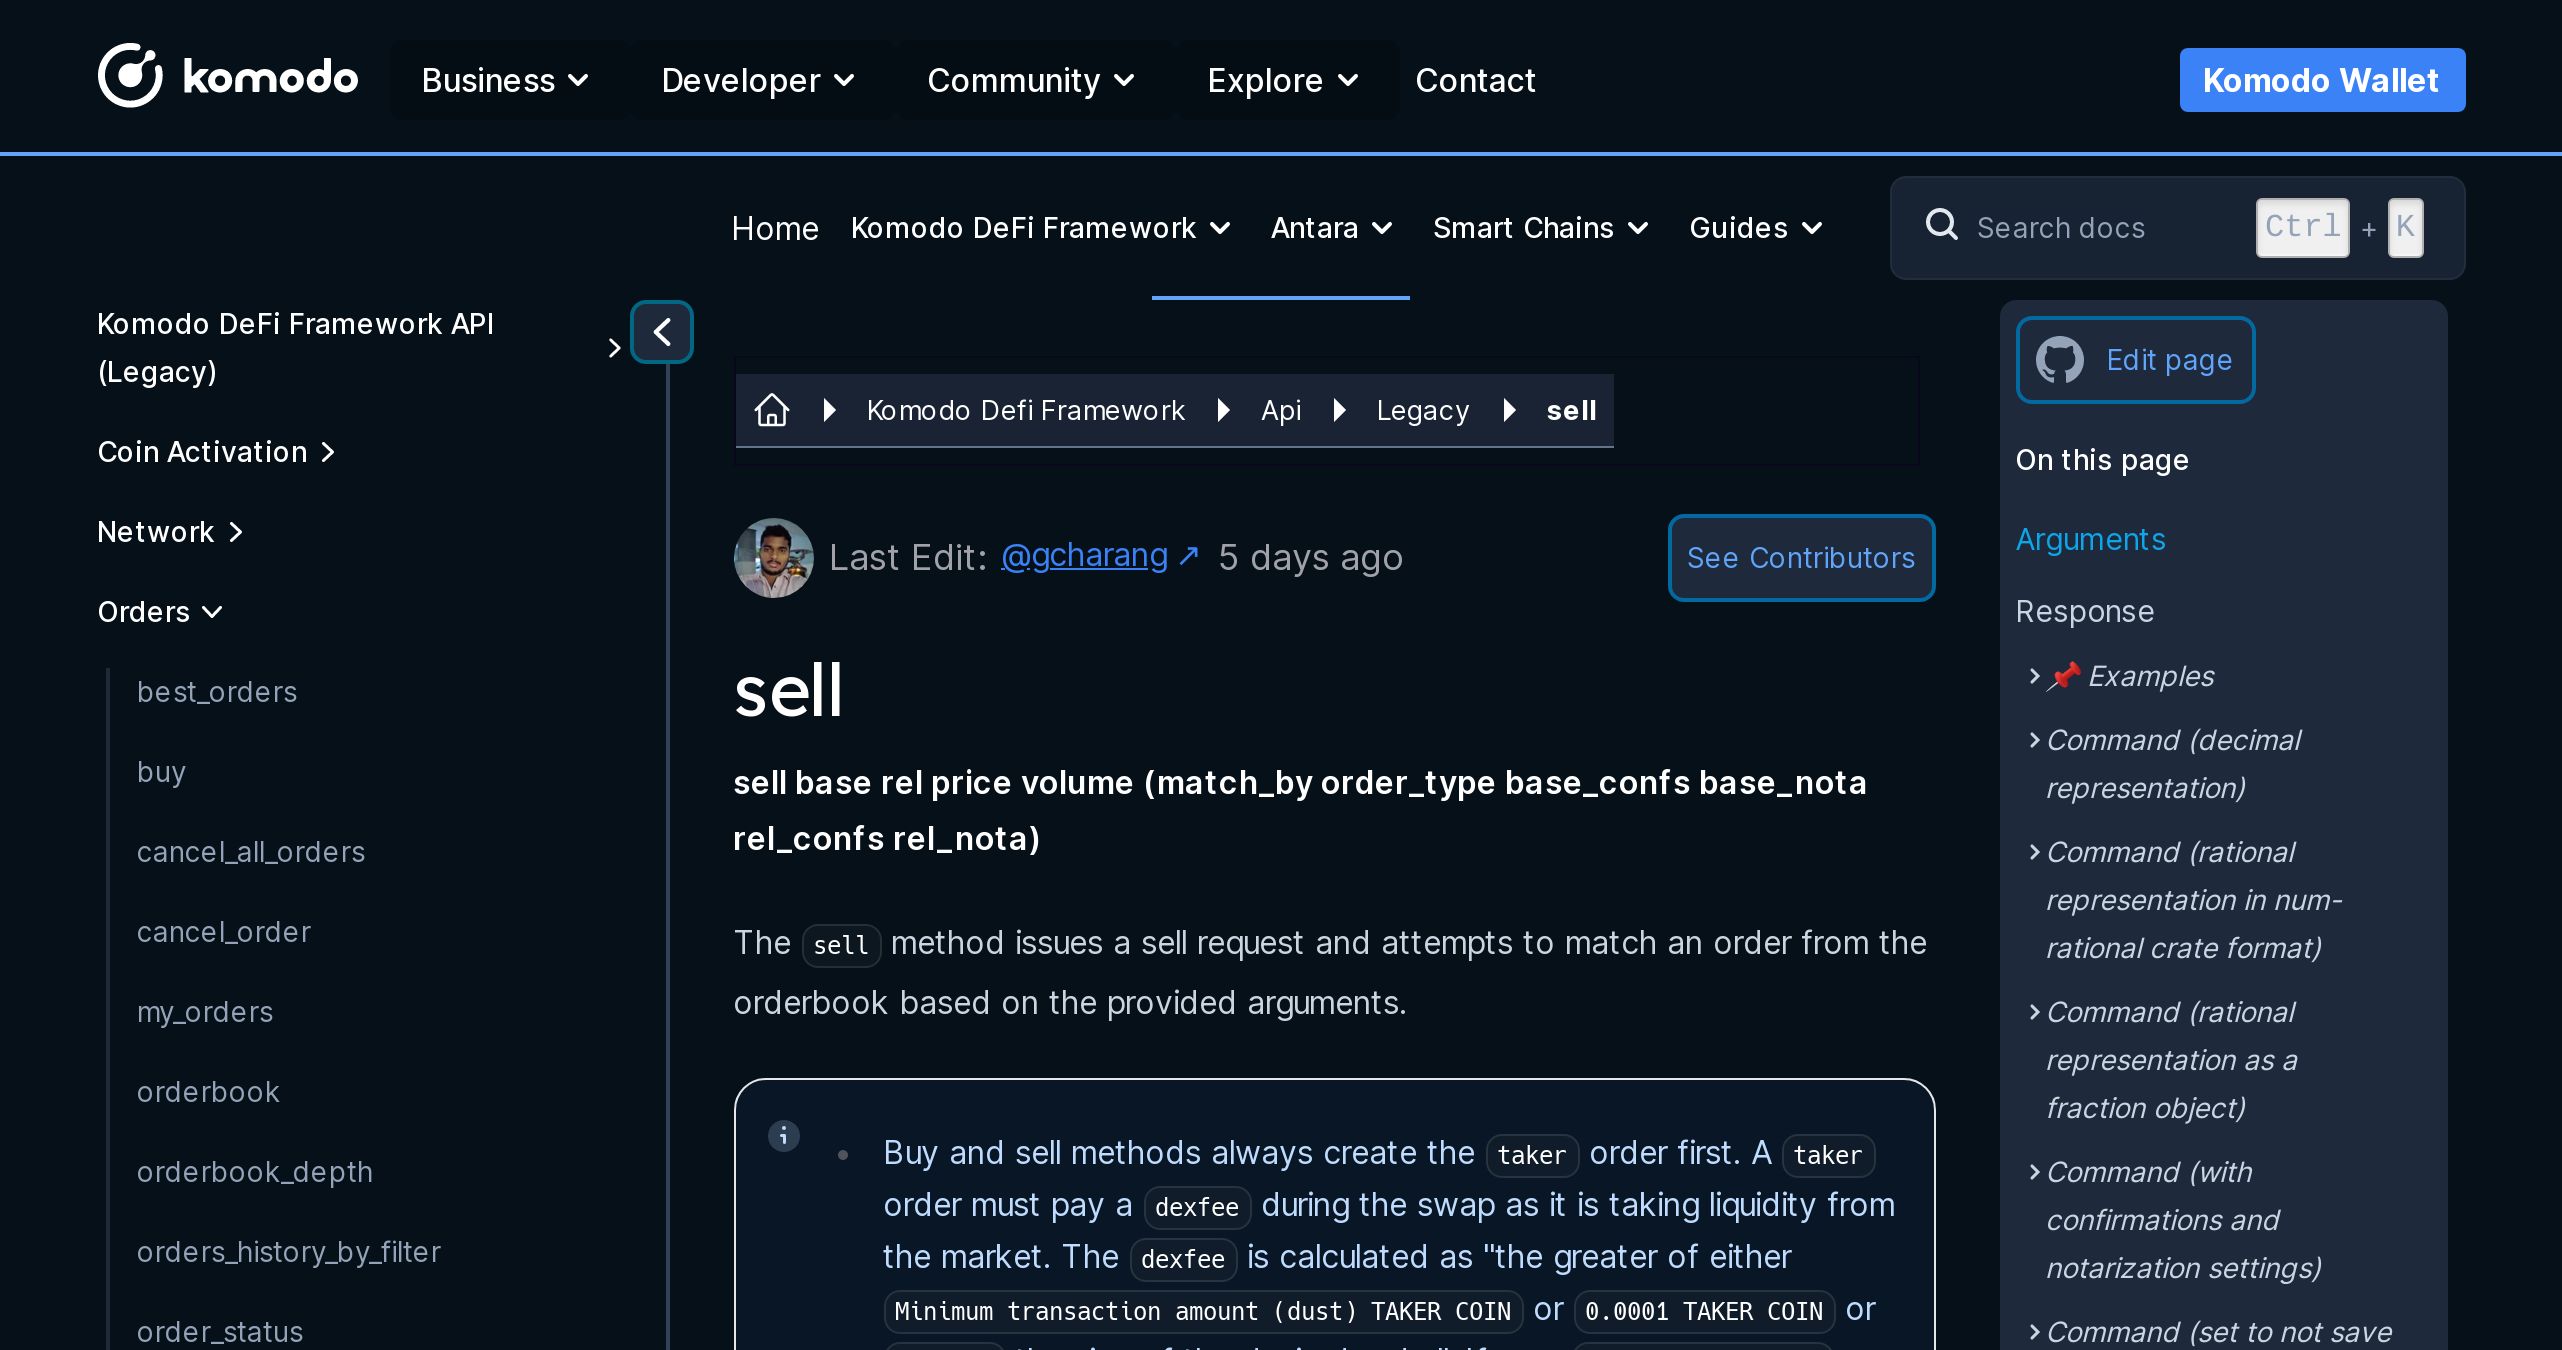 komodo Business Developer Community Explore Contact Komodo Wallet
Home Komodo DeFi Framework Antara Smart Chains Guides Search docs Ctrl + K
Komodo DeFi Framework API
(Legacy)
Coin Activation
Network
Orders
best_orders
buy
cancel_all_orders
cancel_order
my_orders
orderbook
orderbook_depth
orders_history_by_filter
order_status
Komodo Defi Framework Api Legacy sell
Last Edit: @gcharang ↗ 5 days ago See Contributors
sell
sell base rel price volume (match_by order_type base_confs base_nota
rel_confs rel_nota)
The sell method issues a sell request and attempts to match an order from the
orderbook based on the provided arguments.
Buy and sell methods always create the taker order first. A taker
order must pay a dexfee during the swap as it is taking liquidity from
the market. The dexfee is calculated as "the greater of either
Minimum transaction amount (dust) TAKER COIN or 0.0001 TAKER COIN or
Edit page
On this page
Arguments
Response
📌 Examples
Command (decimal
representation)
Command (rational
representation in num-
rational crate format)
Command (rational
representation as a
fraction object)
Command (with
confirmations and
notarization settings)
Command (set to not save